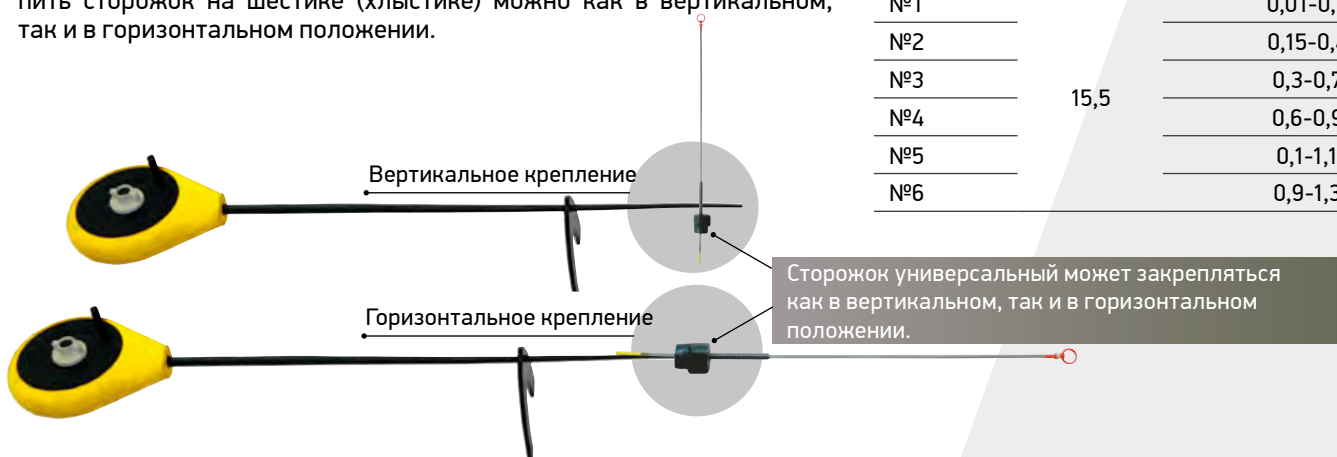 пить сторожок на шестике (хлыстике) можно как в вертикальном,
так и в горизонтальном положении.
№1
№2
№3
№4
№5
№6
15,5
Вертикальное крепление
Сторожок универсальный может закрепляться
как в вертикальном, так и в горизонтальном
положении.
Горизонтальное крепление